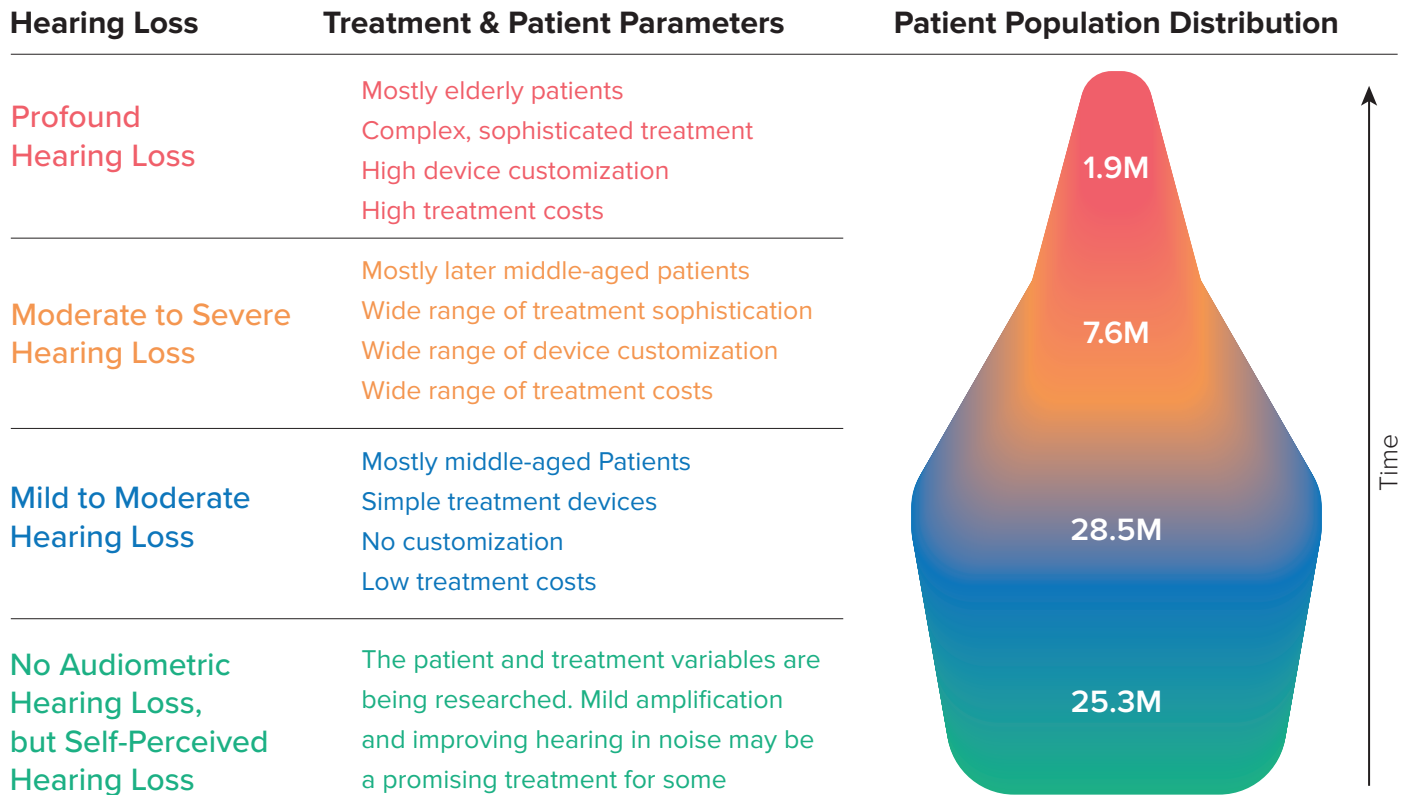 Hearing Loss
Treatment & Patient Parameters
Patient Population Distribution
Profound
Hearing Loss
Mostly elderly patients
Complex, sophisticated treatment
High device customization
High treatment costs
1.9M
Moderate to Severe
Hearing Loss
Mostly later middle-aged patients
Wide range of treatment sophistication
Wide range of device customization
Wide range of treatment costs
7.6M
Mild to Moderate
Hearing Loss
Mostly middle-aged Patients
Simple treatment devices
No customization
Low treatment costs
28.5M
No Audiometric
Hearing Loss,
but Self-Perceived
Hearing Loss
The patient and treatment variables are
being researched. Mild amplification
and improving hearing in noise may be
a promising treatment for some
25.3M
Time